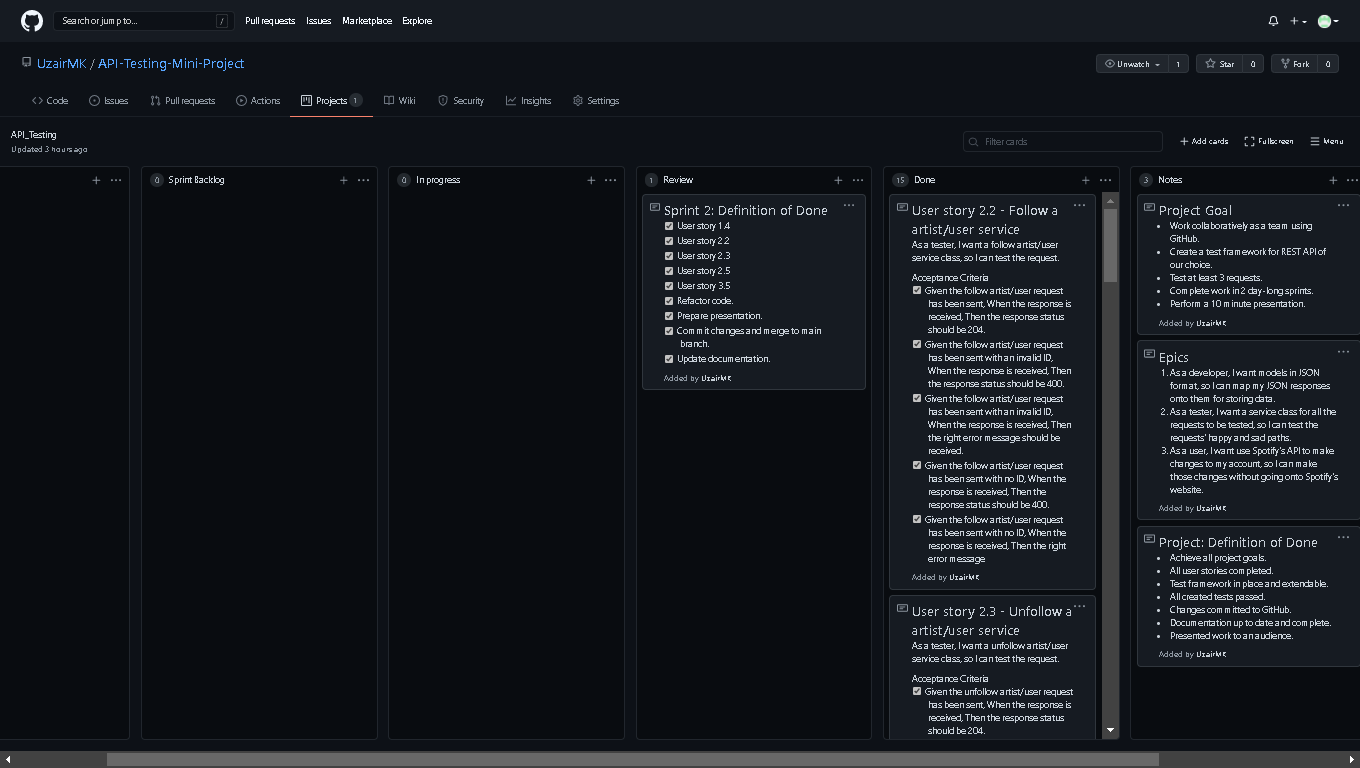 Search or jump to...
/
Pull requests
Issues
Marketplace
Explore
UzairMK / API-Testing-Mini-Project
Unwatch
1
Star
0
Fork
0
Code
Issues
Pull requests
Actions
Projects
1
Wiki
Security
Insights
Settings
API_Testing
Updated 3 hours ago
Filter cards
Add cards
Fullscreen
Menu
0
Sprint Backlog
0
In progress
1
Review
Sprint 2: Definition of Done
User story 1.4
User story 2.2
User story 2.3
User story 2.5
User story 3.5
Refactor code.
Prepare presentation.
Commit changes and merge to main
branch.
Update documentation.
Added by UzairMK
15
Done
User story 2.2 - Follow a
artist/user service
As a tester, I want a follow artist/user
service class, so I can test the request.
Acceptance Criteria
Given the follow artist/user request
has been sent, When the response is
received, Then the response status
should be 204.
Given the follow artist/user request
has been sent with an invalid ID,
When the response is received, Then
the response status should be 400.
Given the follow artist/user request
has been sent with an invalid ID,
When the response is received, Then
the right error message should be
received.
Given the follow artist/user request
has been sent with no ID, When the
response is received, Then the
response status should be 400.
Given the follow artist/user request
has been sent with no ID, When the
response is received, Then the right
error message
Added by UzairMK
User story 2.3 - Unfollow a
artist/user service
As a tester, I want a unfollow artist/user
service class, so I can test the request.
Acceptance Criteria
Given the unfollow artist/user request
has been sent, When the response is
received, Then the response status
should be 204.
3
Notes
Project Goal
Work collaboratively as a team using
GitHub.
Create a test framework for REST API of
our choice.
Test at least 3 requests.
Complete work in 2 day-long sprints.
Perform a 10 minute presentation.
Added by UzairMK
Epics
1. As a developer, I want models in JSON
format, so I can map my JSON responses
onto them for storing data.
2. As a tester, I want a service class for all the
requests to be tested, so I can test the
requests' happy and sad paths.
3. As a user, I want use Spotify's API to make
changes to my account, so I can make
those changes without going onto Spotify's
website.
Added by UzairMK
Project: Definition of Done
Achieve all project goals.
All user stories completed.
Test framework in place and extendable.
All created tests passed.
Changes committed to GitHub.
Documentation up to date and complete.
Presented work to an audience.
Added by UzairMK